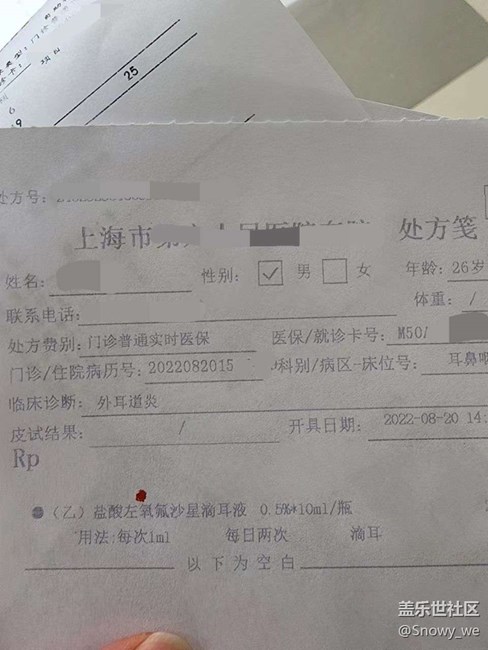 25
处方号:
上海市 处方笺
姓名: 性别: ☑ 男 □ 女 年龄: 26岁
体重: /
联系电话:
处方费别: 门诊普通实时医保 医保/就诊卡号: M50/
门诊/住院病历号: 2022082015 科别/病区-床位号: 耳鼻咽
临床诊断: 外耳道炎
皮试结果: / 开具日期: 2022-08-20 14:
Rp
(乙)盐酸左氧氟沙星滴耳液 0.5%*10ml/瓶
用法:每次1ml 每日两次 滴耳
以下为空白
盖乐世社区
@Snowy_we